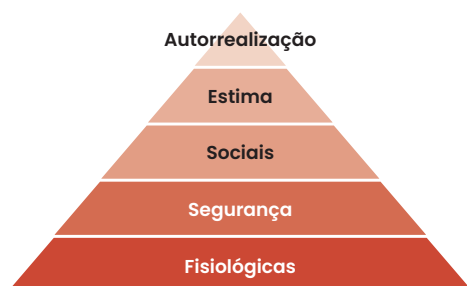 Autorrealização
Estima
Sociais
Segurança
Fisiológicas